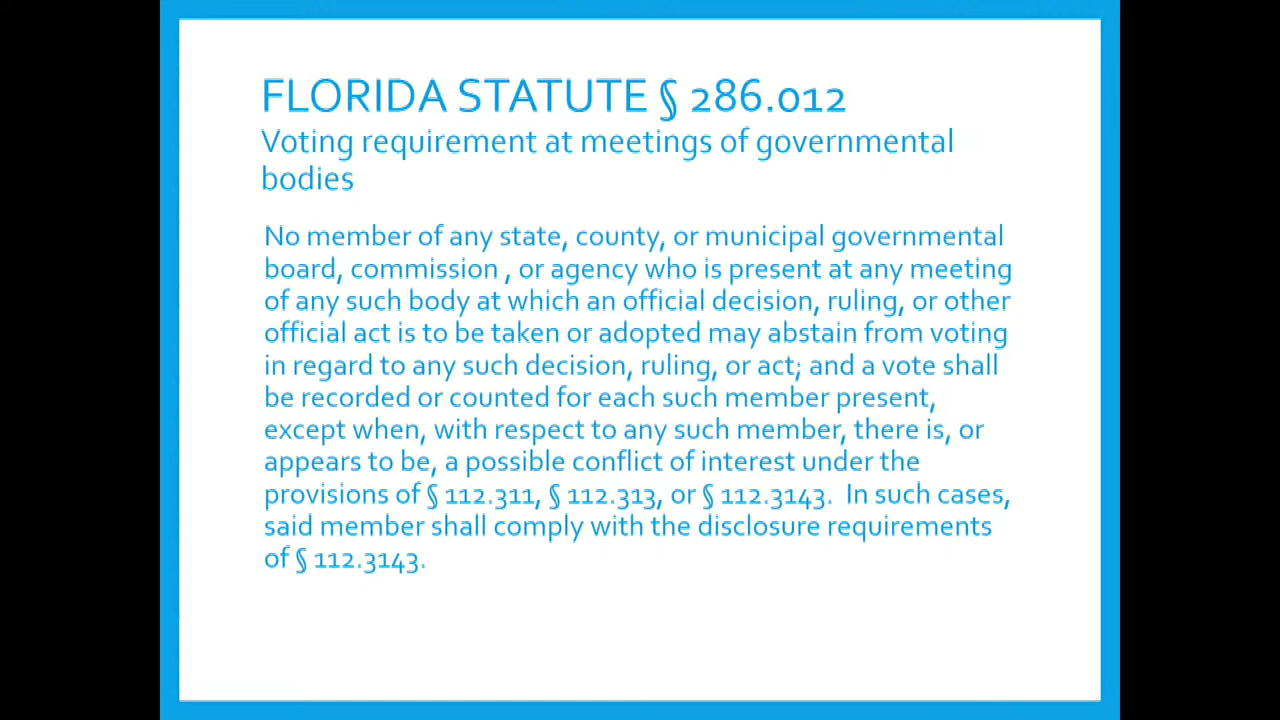 FLORIDA STATUTE § 286.012
Voting requirement at meetings of governmental
bodies
No member of any state, county, or municipal governmental
board, commission , or agency who is present at any meeting
of any such body at which an official decision, ruling, or other
official act is to be taken or adopted may abstain from voting
in regard to any such decision, ruling, or act; and a vote shall
be recorded or counted for each such member present,
except when, with respect to any such member, there is, or
appears to be, a possible conflict of interest under the
provisions of § 112.311, § 112.313, or § 112.3143.  In such cases,
said member shall comply with the disclosure requirements
of § 112.3143.